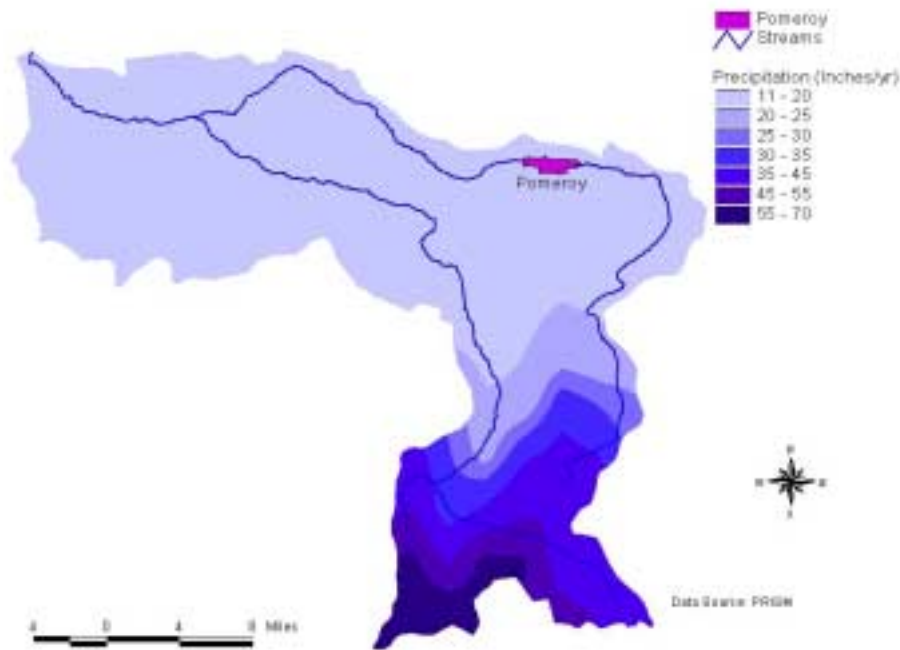 Pomeroy
Streams
Precipitation (Inches/yr)
11 - 20
20 - 25
25 - 30
30 - 35
35 - 45
45 - 55
55 - 70
Pomeroy
Data Source: PRISM
4 0 4 8 Miles